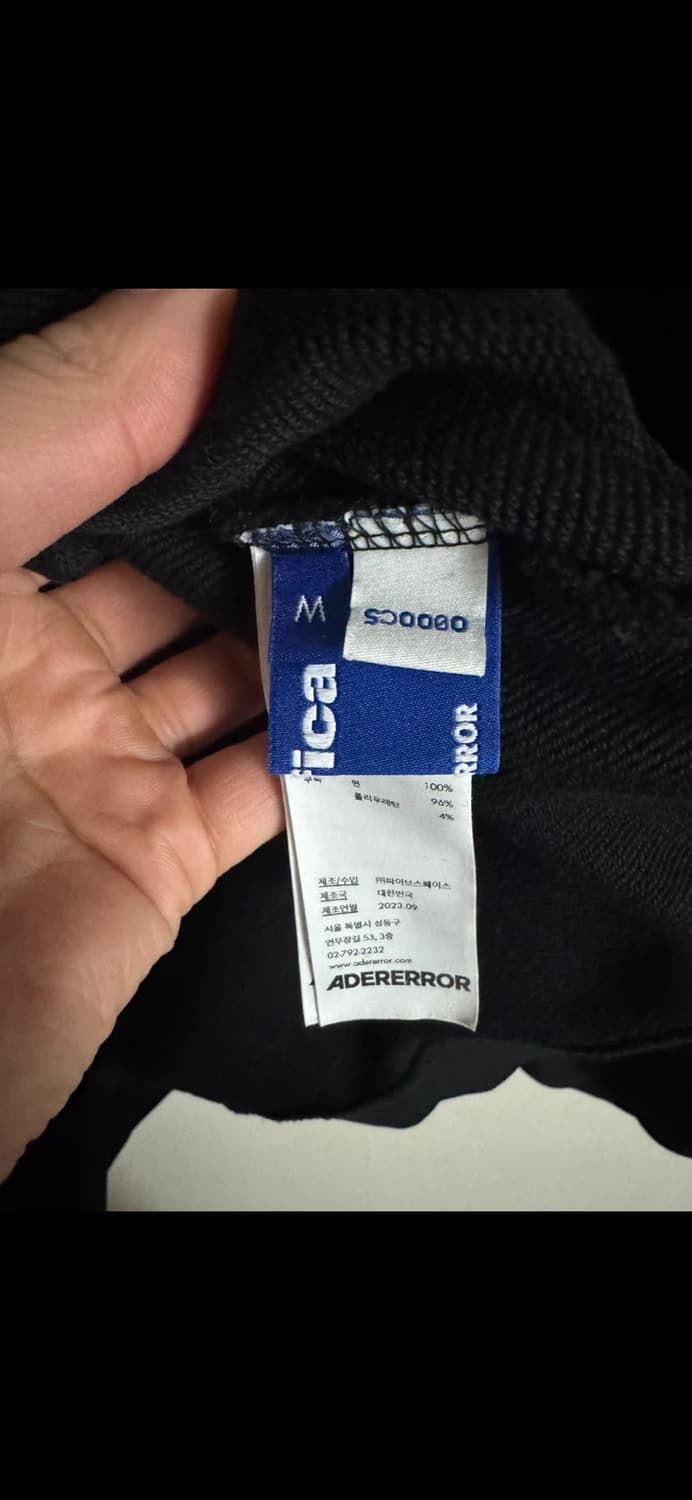 M
0000CS
ica
RROR
면 100%
폴리우레탄 96%
4%
제조/수입 ㈜파이브스페이스
제조국 대한민국
제조연월 2023.09
서울 특별시 성동구
연무장길 53, 3층
02-792-2232
www.adererror.com
ADERERROR